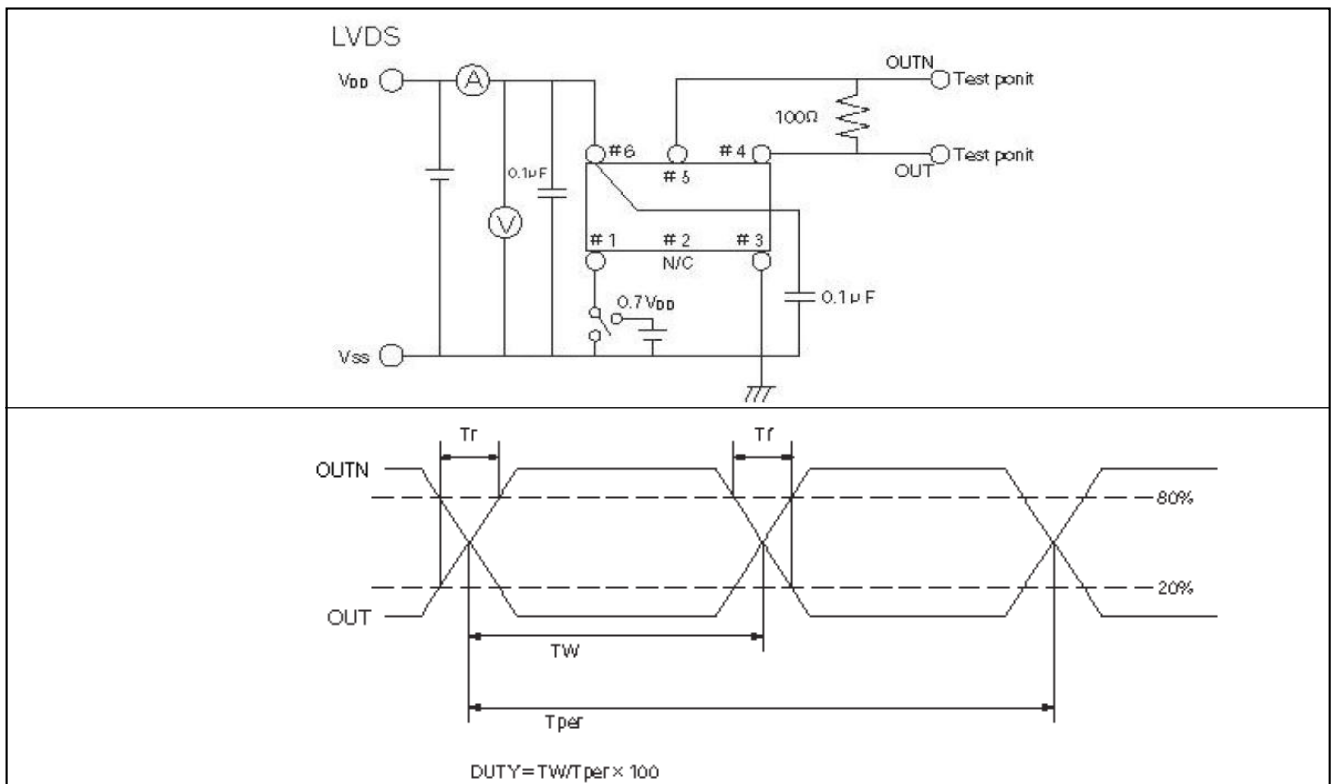 LVDS
VDD
A
OUTN
Test ponit
100Ω
#6
# 5
#4
OUT
Test ponit
0.1μF
V
# 1
# 2
# 3
N/C
0.7VDD
0.1μF
Vss
Tr
Tf
OUTN
80%
20%
OUT
TW
Tper
DUTY=TW/Tper× 100